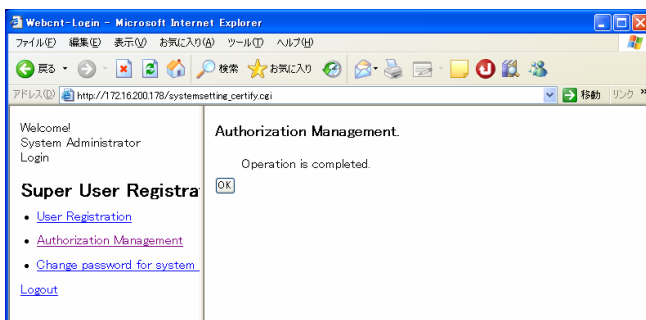 Webcnt-Login - Microsoft Internet Explorer
ファイル(F) 編集(E) 表示(V) お気に入り(A) ツール(T) ヘルプ(H)
戻る 検索 お気に入り
アドレス(D) http://172.16.200.178/systemsetting_certify.cgi 移動 リンク »
Welcome!
System Administrator
Login
Super User Registra
• User Registration
• Authorization Management
• Change password for system
Logout
Authorization Management.
Operation is completed.
OK